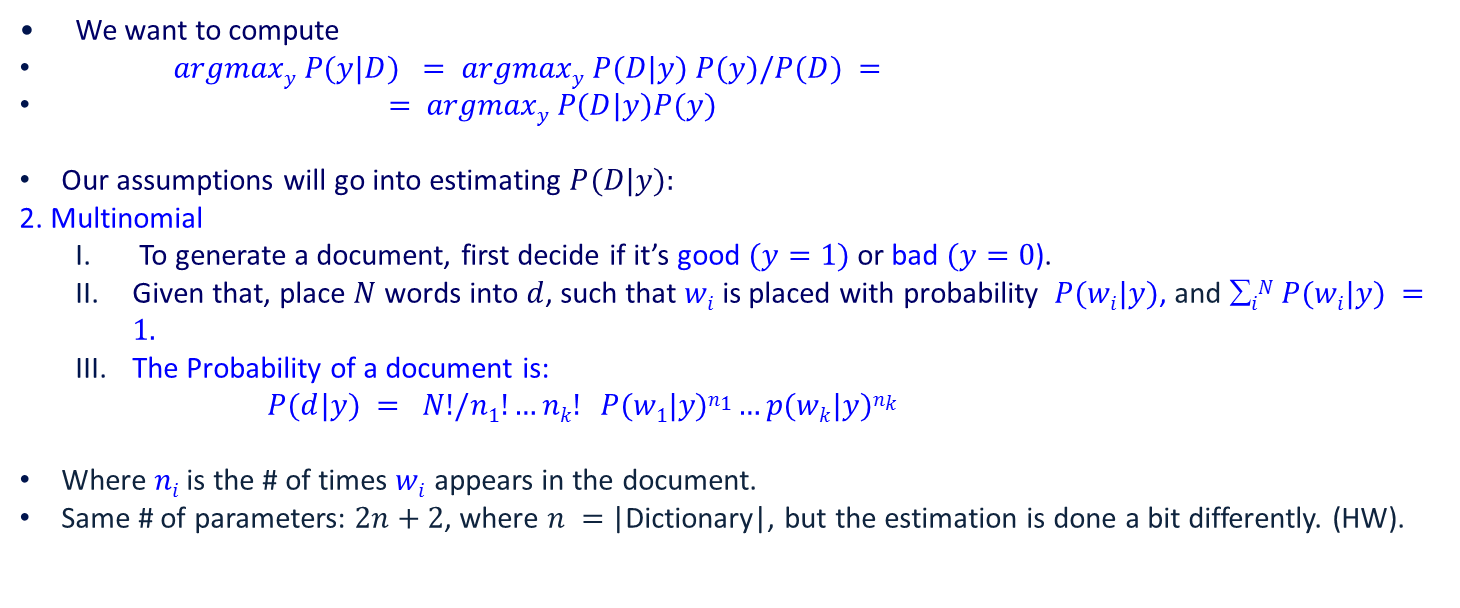 • We want to compute
• argmax_y P(y|D) = argmax_y P(D|y) P(y)/P(D) =
• = argmax_y P(D|y)P(y)
• Our assumptions will go into estimating P(D|y):
2. Multinomial
I. To generate a document, first decide if it’s good (y = 1) or bad (y = 0).
II. Given that, place N words into d, such that w_i is placed with probability P(w_i|y), and ∑_i^N P(w_i|y) =
1.
III. The Probability of a document is:
P(d|y) = N!/n_1! … n_k! P(w_1|y)^{n1} … p(w_k|y)^{nk}
• Where n_i is the # of times w_i appears in the document.
• Same # of parameters: 2n + 2, where n = |Dictionary|, but the estimation is done a bit differently. (HW).